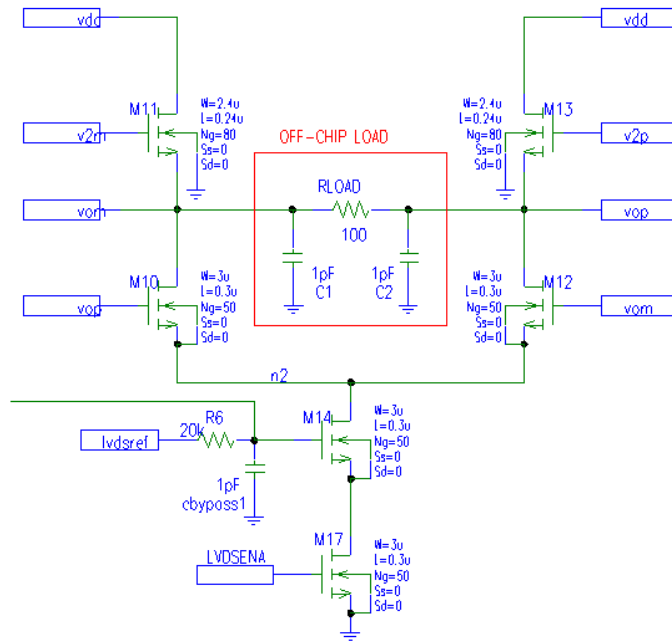 vdd
vdd
M11
W=2.4u
L=0.24u
Ng=80
Ss=0
Sd=0
W=2.4u
L=0.24u
Ng=80
Ss=0
Sd=0
M13
v2m
v2p
OFF-CHIP LOAD
RLOAD
100
vom
vop
M10
W=3u
L=0.3u
Ng=50
Ss=0
Sd=0
1pF
C1
1pF
C2
W=3u
L=0.3u
Ng=50
Ss=0
Sd=0
M12
vop
vom
n2
R6
20k
lvdsref
M14
W=3u
L=0.3u
Ng=50
Ss=0
Sd=0
1pF
cbypass1
M17
W=3u
L=0.3u
Ng=50
Ss=0
Sd=0
LVDSENA